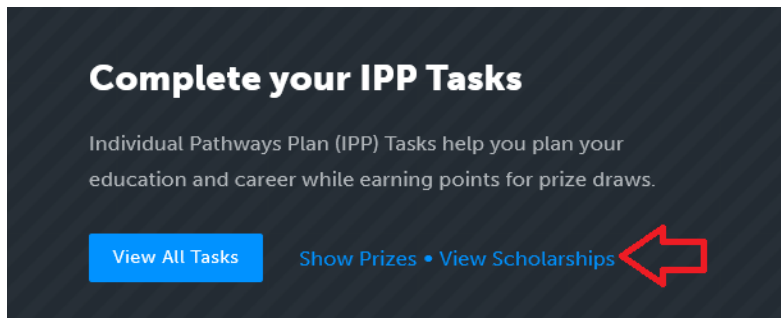 Complete your IPP Tasks
Individual Pathways Plan (IPP) Tasks help you plan your
education and career while earning points for prize draws.
View All Tasks Show Prizes • View Scholarships